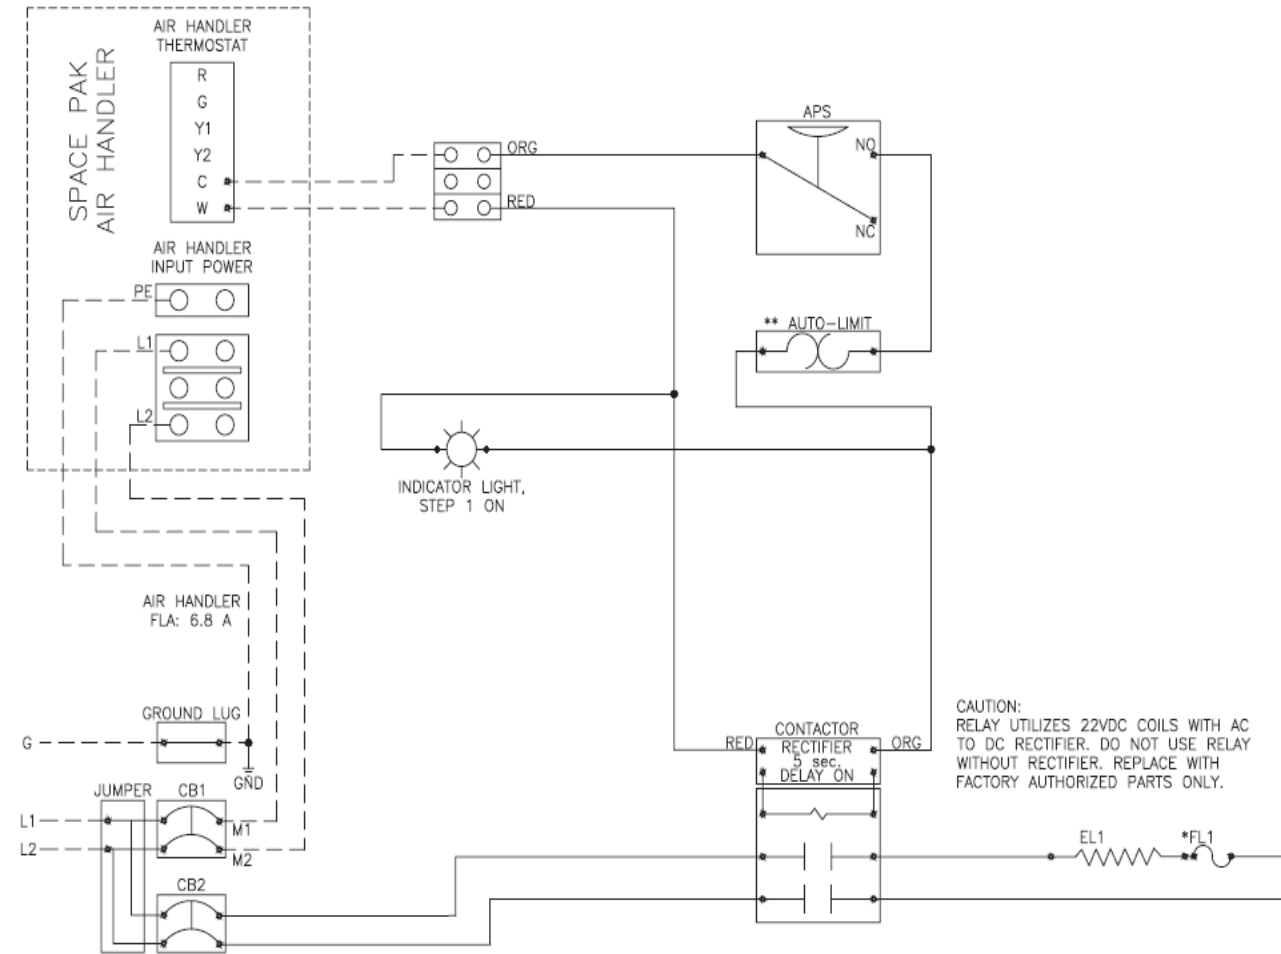 AIR HANDLER
THERMOSTAT
SPACE PAK
AIR HANDLER
R
G
Y1
Y2
C
W
AIR HANDLER
INPUT POWER
PE
L1
L2
ORG
RED
APS
NO
NC
** AUTO-LIMIT
INDICATOR LIGHT,
STEP 1 ON
AIR HANDLER
FLA: 6.8 A
GROUND LUG
G
GND
JUMPER
CB1
L1
M1
L2
M2
CB2
CONTACTOR
RED
RECTIFIER
ORG
5 sec.
DELAY ON
CAUTION:
RELAY UTILIZES 22VDC COILS WITH AC
TO DC RECTIFIER. DO NOT USE RELAY
WITHOUT RECTIFIER. REPLACE WITH
FACTORY AUTHORIZED PARTS ONLY.
EL1
*FL1